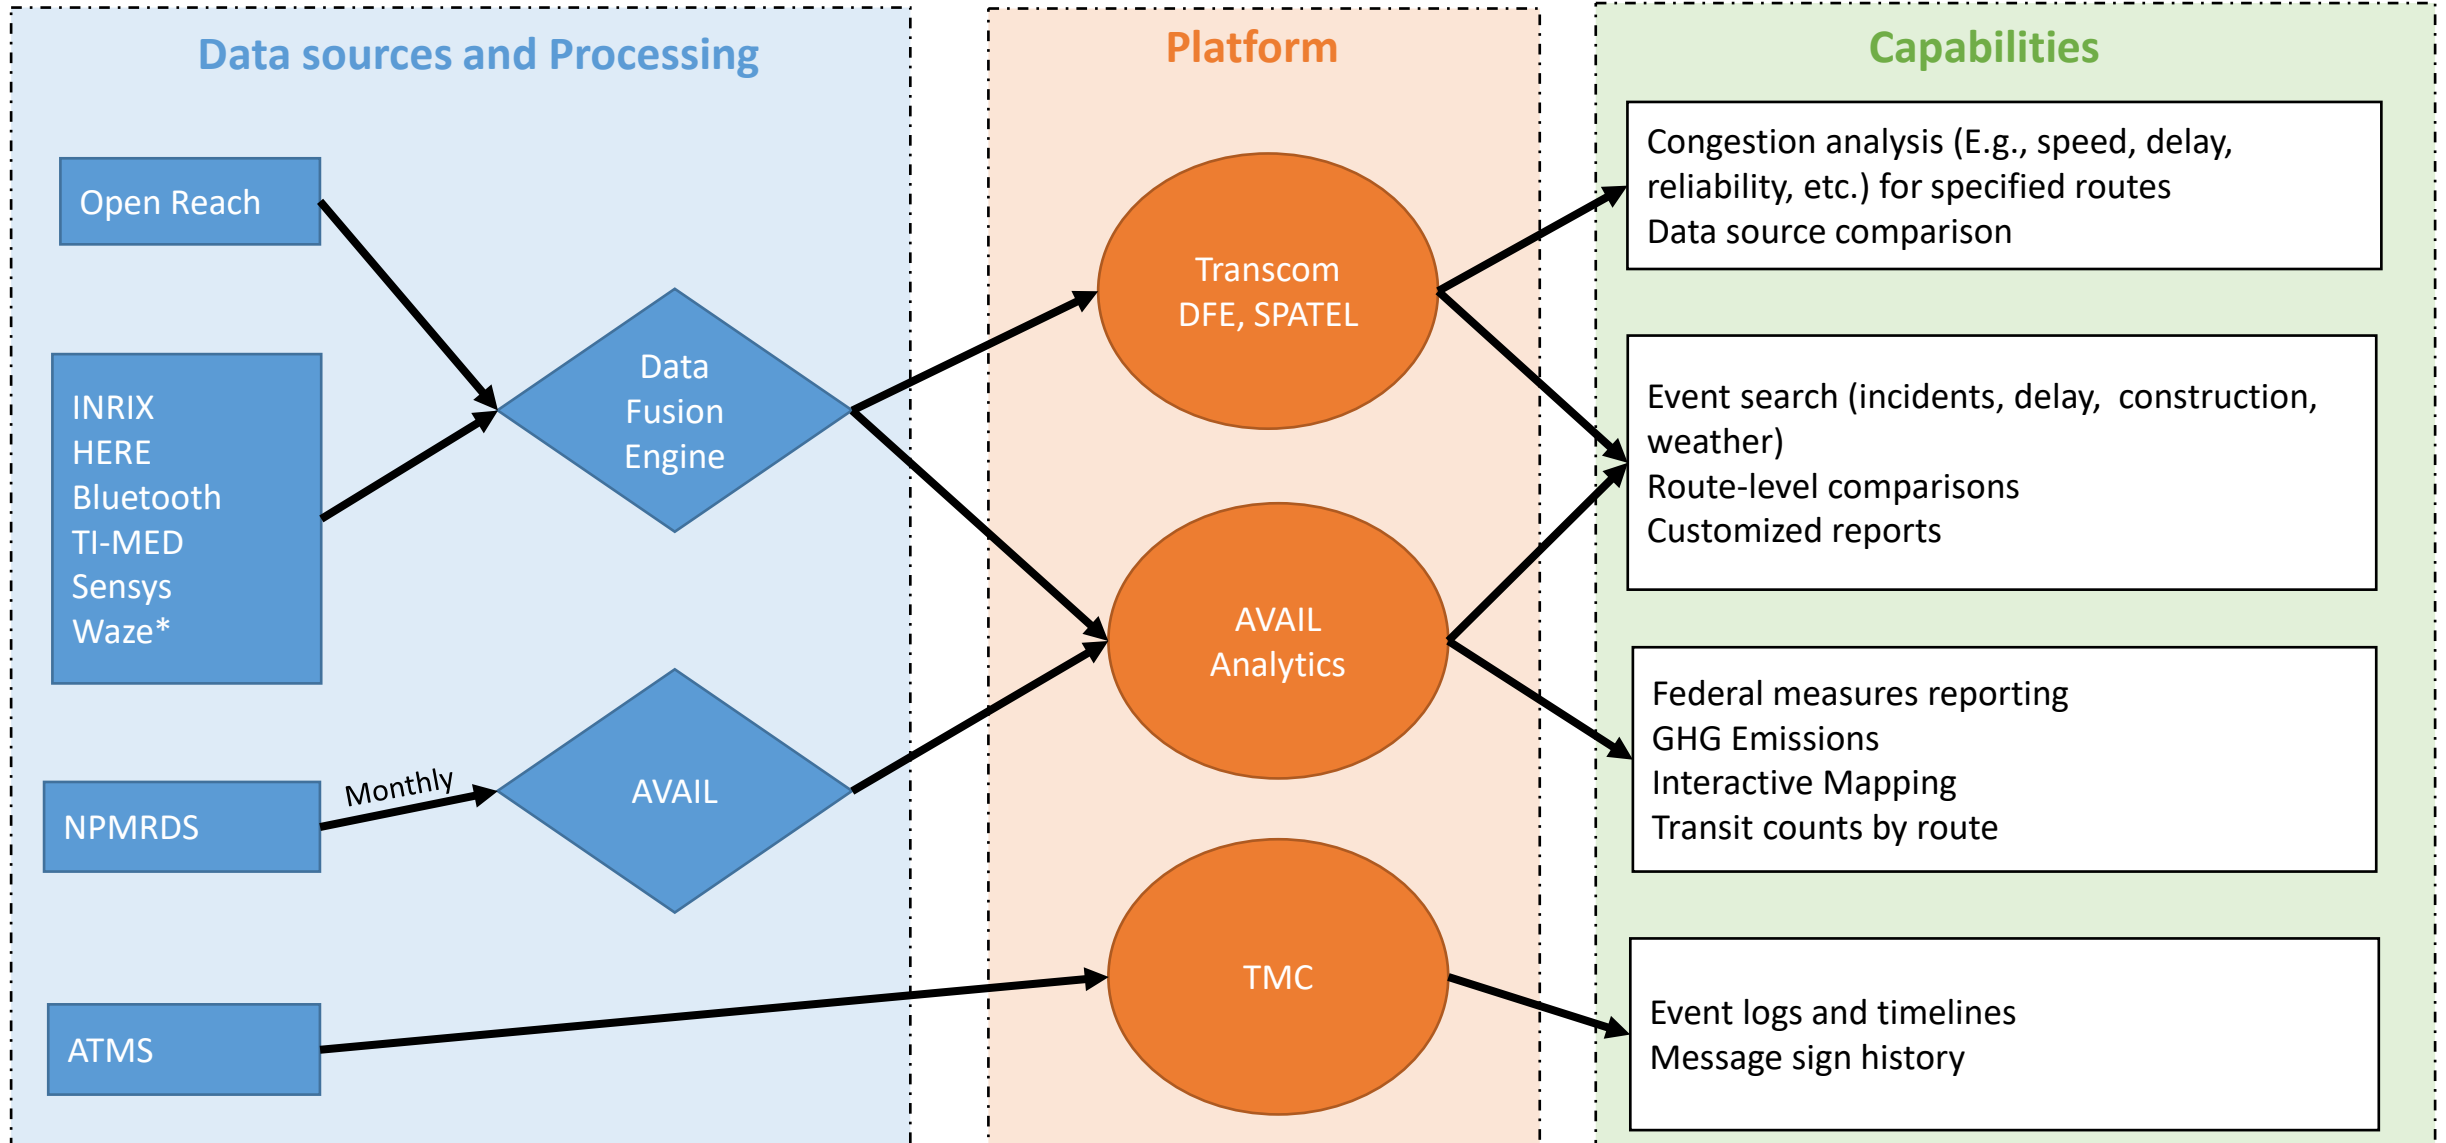 Data sources and Processing
Open Reach
INRIX
HERE
Bluetooth
TI-MED
Sensys
Waze*
NPMRDS
Monthly
ATMS
Data
Fusion
Engine
AVAIL
Platform
Transcom
DFE, SPATEL
AVAIL
Analytics
TMC
Capabilities
Congestion analysis (E.g., speed, delay,
reliability, etc.) for specified routes
Data source comparison
Event search (incidents, delay,  construction,
weather)
Route-level comparisons
Customized reports
Federal measures reporting
GHG Emissions
Interactive Mapping
Transit counts by route
Event logs and timelines
Message sign history